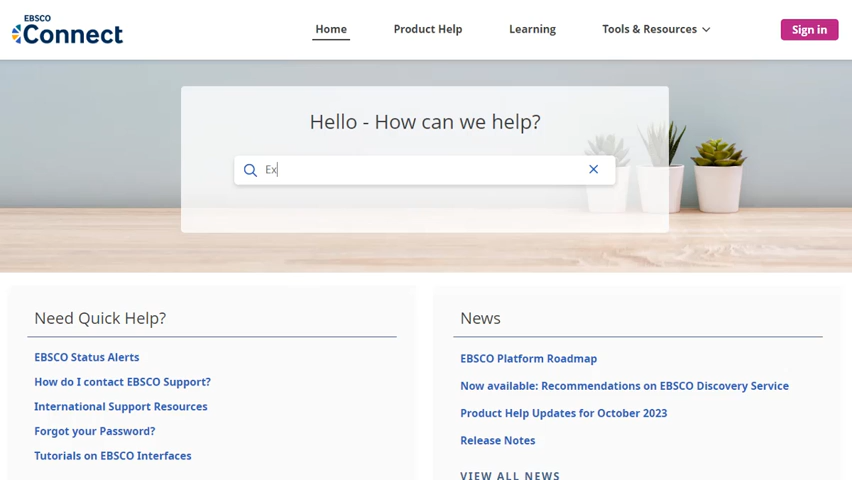 EBSCO
Connect
Home
Product Help
Learning
Tools & Resources
Sign in
Hello - How can we help?
Ex
Need Quick Help?
EBSCO Status Alerts
How do I contact EBSCO Support?
International Support Resources
Forgot your Password?
Tutorials on EBSCO Interfaces
News
EBSCO Platform Roadmap
Now available: Recommendations on EBSCO Discovery Service
Product Help Updates for October 2023
Release Notes
VIEW ALL NEWS